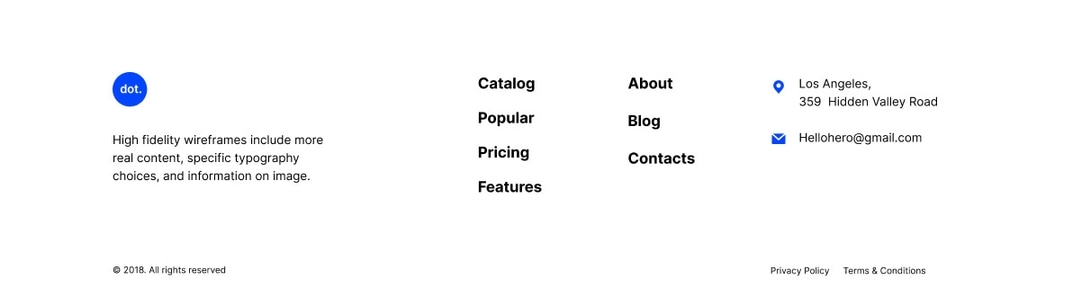 dot.
High fidelity wireframes include more
real content, specific typography
choices, and information on image.
Catalog
Popular
Pricing
Features
About
Blog
Contacts
Los Angeles,
359 Hidden Valley Road
Hellohero@gmail.com
© 2018. All rights reserved
Privacy Policy
Terms & Conditions